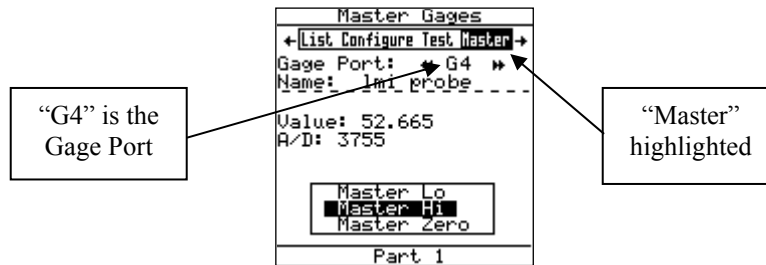 Master Gages
List Configure Test Master
Gage Port: G4
Name: lmi probe
Value: 52.665
A/D: 3755
Master Lo
Master Hi
Master Zero
Part 1
“G4” is the
Gage Port
“Master”
highlighted